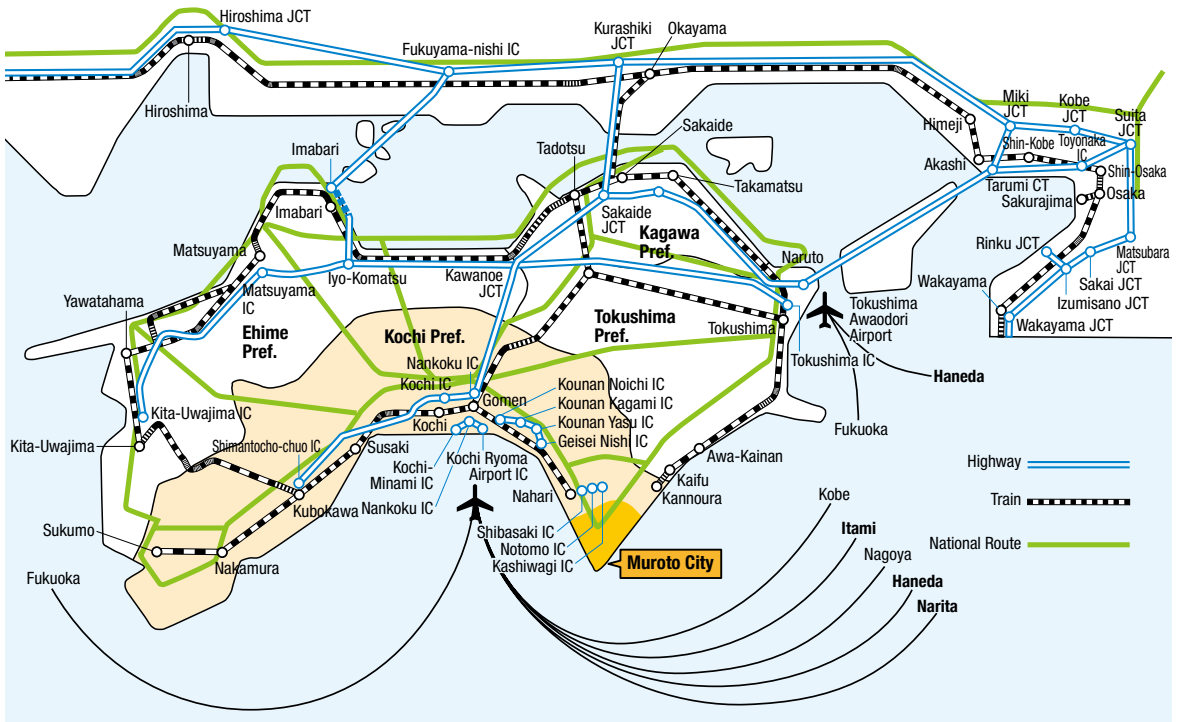 Hiroshima JCT
Fukuyama-nishi IC
Kurashiki
JCT
Okayama
Hiroshima
Imabari
Imabari
Tadotsu
Sakaide
Takamatsu
Himeji
Miki
JCT
Kobe
JCT
Suita
JCT
Shin-Kobe
Toyonaka
IC
Akashi
Shin-Osaka
Tarumi CT
Osaka
Sakurajima
Sakaide
JCT
Kagawa
Pref.
Matsuyama
Matsuyama
IC
Iyo-Komatsu
Kawanoe
JCT
Naruto
Rinku JCT
Matsubara
JCT
Sakai JCT
Izumisano JCT
Wakayama
Wakayama JCT
Yawatahama
Ehime
Pref.
Kochi Pref.
Tokushima
Pref.
Tokushima
Tokushima IC
Tokushima
Awaodori
Airport
Haneda
Fukuoka
Nankoku IC
Kochi IC
Gomen
Kounan Noichi IC
Kounan Kagami IC
Kounan Yasu IC
Geisei Nishi IC
Kita-Uwajima IC
Kita-Uwajima
Shimantocho-chuo IC
Susaki
Kochi
Kochi-
Minami IC
Kochi Ryoma
Airport IC
Nankoku IC
Awa-Kainan
Kaifu
Kannoura
Nahari
Kubokawa
Sukumo
Nakamura
Shibasaki IC
Notomo IC
Kashiwagi IC
Muroto City
Fukuoka
Kobe
Itami
Nagoya
Haneda
Narita
Highway
Train
National Route